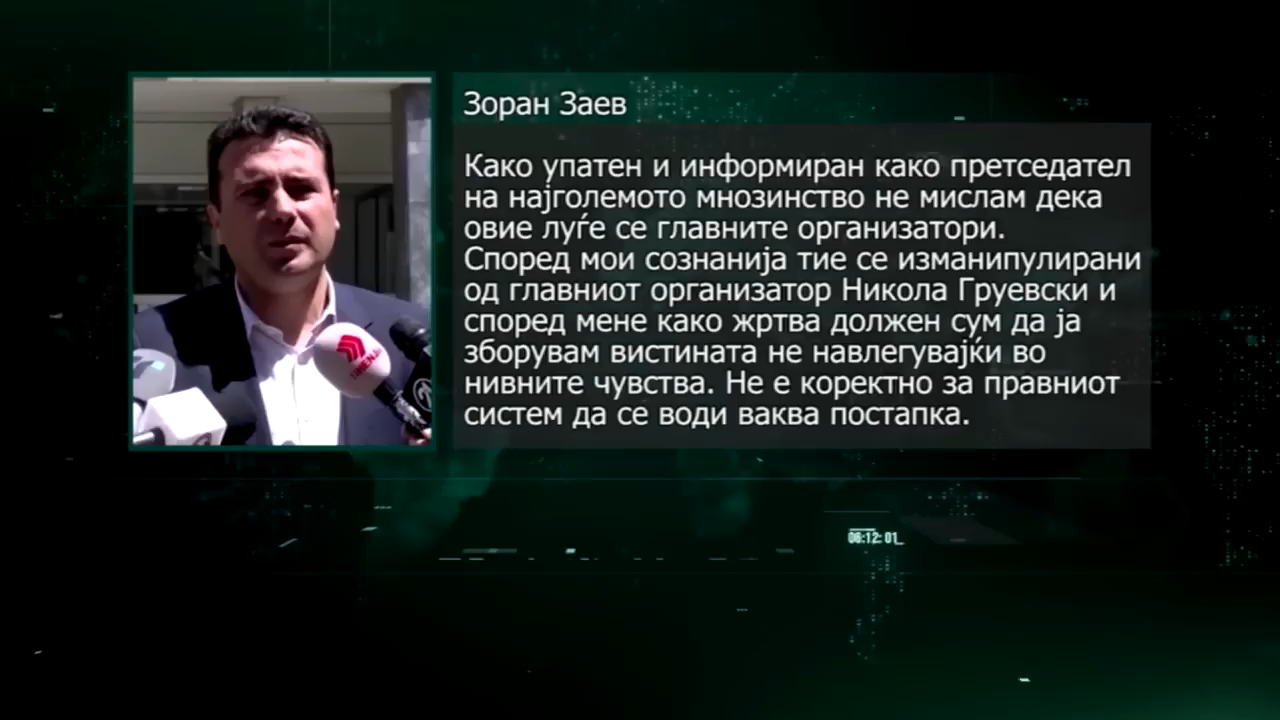 Зоран Заев
Како упатен и информиран како претседател
на најголемото мнозинство не мислам дека
овие луѓе се главните организатори.
Според мои сознанија тие се изманипулирани
од главниот организатор Никола Груевски и
според мене како жртва должен сум да ја
зборувам вистината не навлегувајќи во
нивните чувства. Не е коректно за правниот
систем да се води ваква постапка.
06:12:01